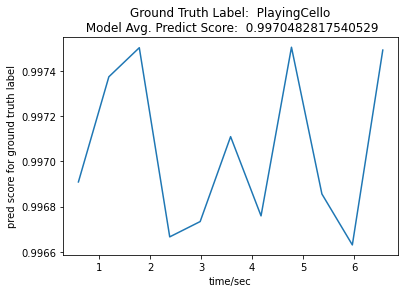 Ground Truth Label:  PlayingCello
Model Avg. Predict Score:  0.9970482817540529
pred score for ground truth label
0.9974
0.9972
0.9970
0.9968
0.9966
1 2 3 4 5 6
time/sec